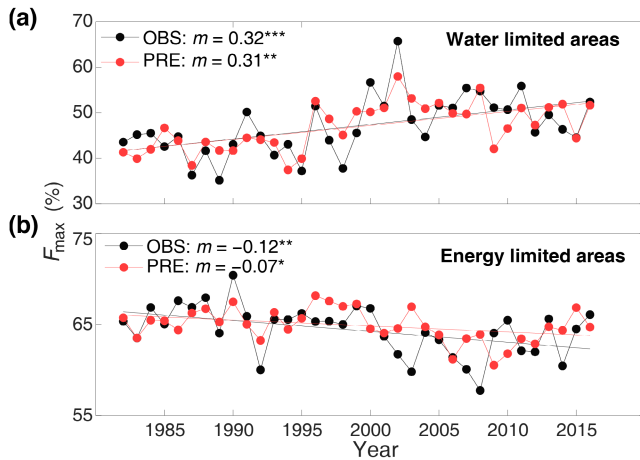 (a)
70
OBS: m = 0.32***
PRE: m = 0.31**
Water limited areas
60
50
40
30
Fmax (%)
(b)
75
OBS: m = −0.12**
PRE: m = −0.07*
Energy limited areas
65
55
1985 1990 1995 2000 2005 2010 2015
Year